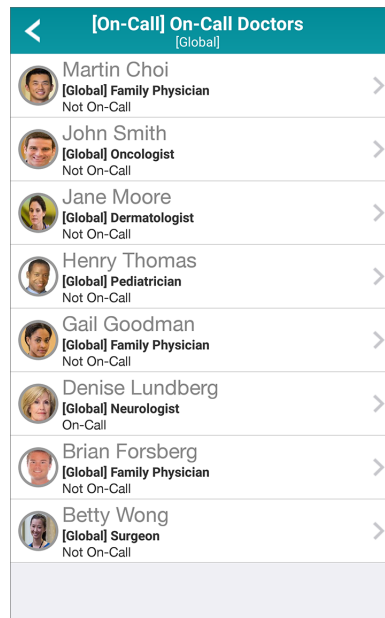 [On-Call] On-Call Doctors
[Global]
Martin Choi
[Global] Family Physician
Not On-Call
John Smith
[Global] Oncologist
Not On-Call
Jane Moore
[Global] Dermatologist
Not On-Call
Henry Thomas
[Global] Pediatrician
Not On-Call
Gail Goodman
[Global] Family Physician
Not On-Call
Denise Lundberg
[Global] Neurologist
On-Call
Brian Forsberg
[Global] Family Physician
Not On-Call
Betty Wong
[Global] Surgeon
Not On-Call